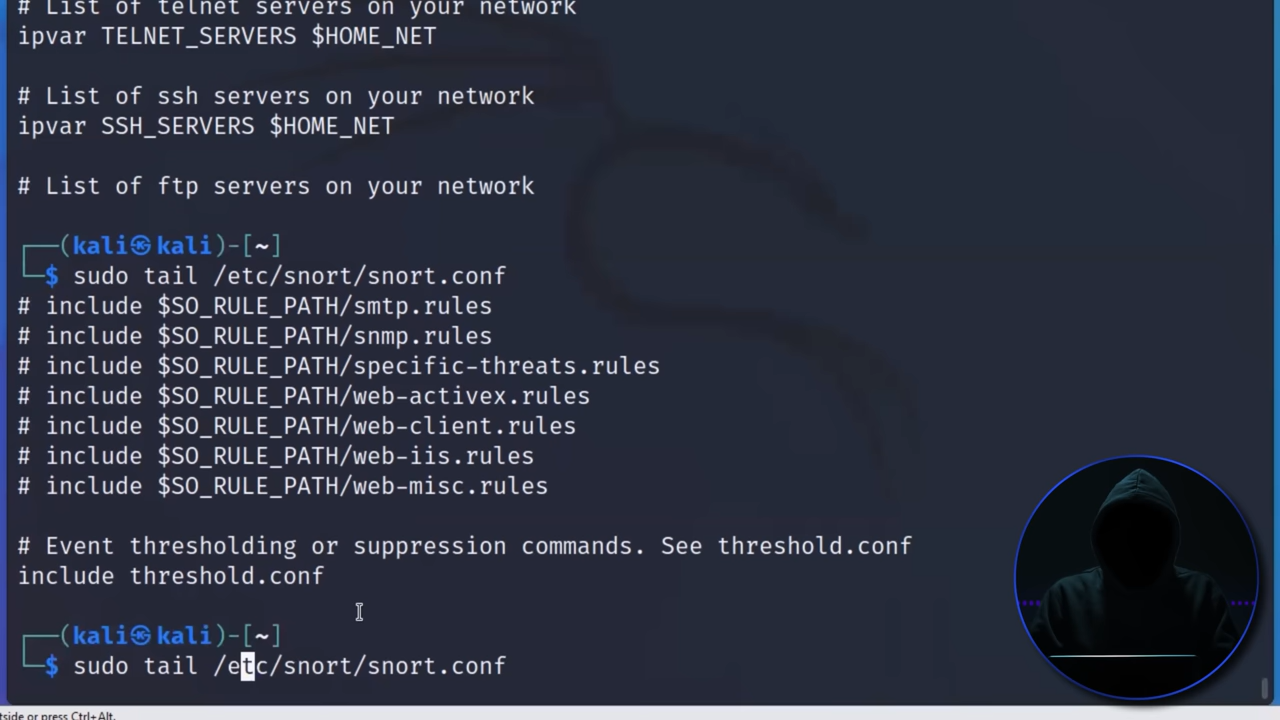 # List of telnet servers on your network
ipvar TELNET_SERVERS $HOME_NET
# List of ssh servers on your network
ipvar SSH_SERVERS $HOME_NET
# List of ftp servers on your network
┌──(kali㉿kali)-[~]
└─$ sudo tail /etc/snort/snort.conf
# include $SO_RULE_PATH/smtp.rules
# include $SO_RULE_PATH/snmp.rules
# include $SO_RULE_PATH/specific-threats.rules
# include $SO_RULE_PATH/web-activex.rules
# include $SO_RULE_PATH/web-client.rules
# include $SO_RULE_PATH/web-iis.rules
# include $SO_RULE_PATH/web-misc.rules
# Event thresholding or suppression commands. See threshold.conf
include threshold.conf
┌──(kali㉿kali)-[~]
└─$ sudo tail /etc/snort/snort.conf
tside or press Ctrl+Alt.